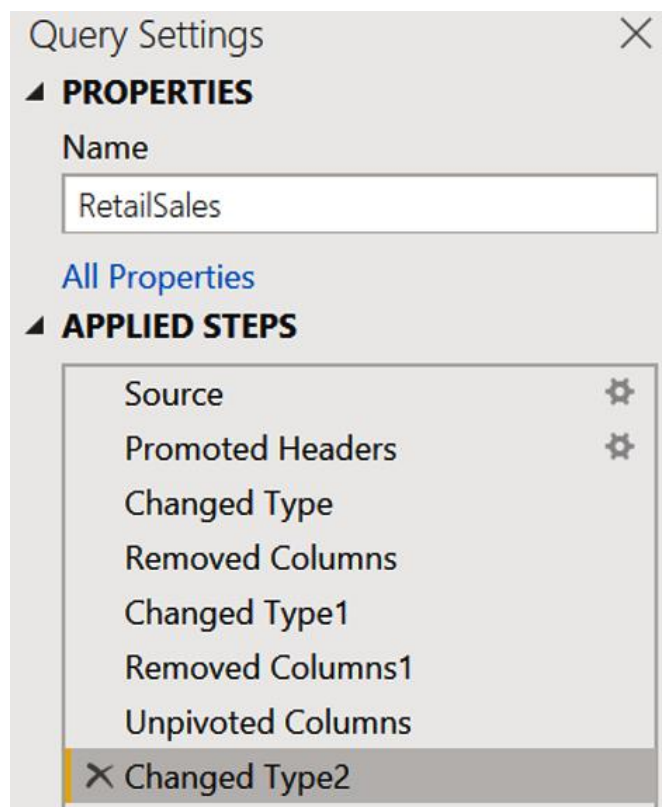 Query Settings
PROPERTIES
Name
RetailSales
All Properties
APPLIED STEPS
Source
Promoted Headers
Changed Type
Removed Columns
Changed Type1
Removed Columns1
Unpivoted Columns
Changed Type2